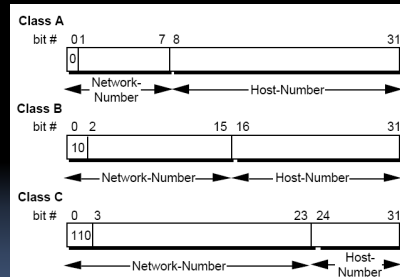 Class A
bit # 0 1 7 8 31
0
Network-Number Host-Number
Class B
bit # 0 2 15 16 31
10
Network-Number Host-Number
Class C
bit # 0 3 23 24 31
110
Network-Number Host-Number